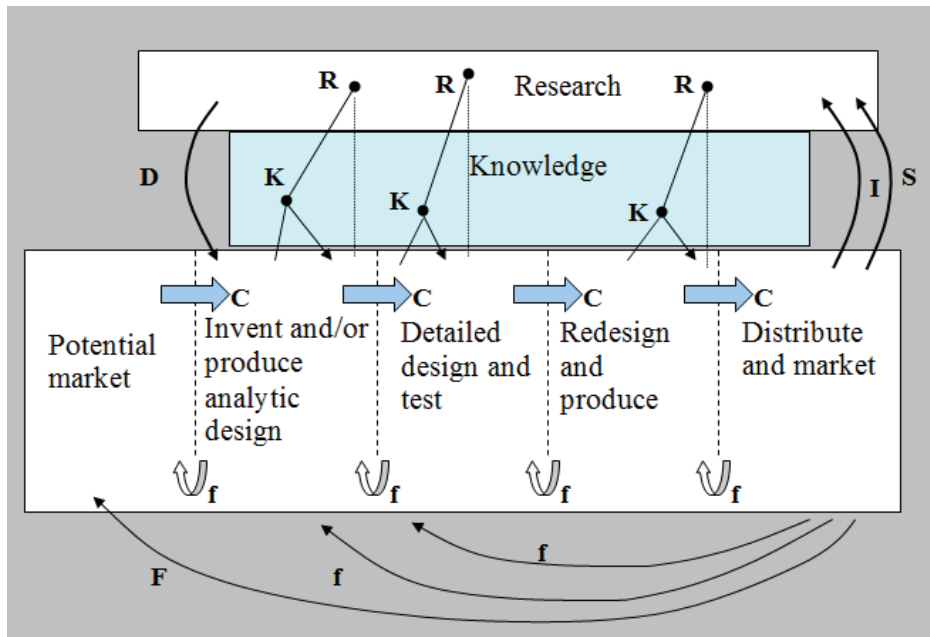 R
R
Research
R
D
K
Knowledge
K
K
I
S
C
C
C
C
Potential
market
Invent and/or
produce
analytic
design
Detailed
design and
test
Redesign
and
produce
Distribute
and market
f
f
f
f
f
f
F